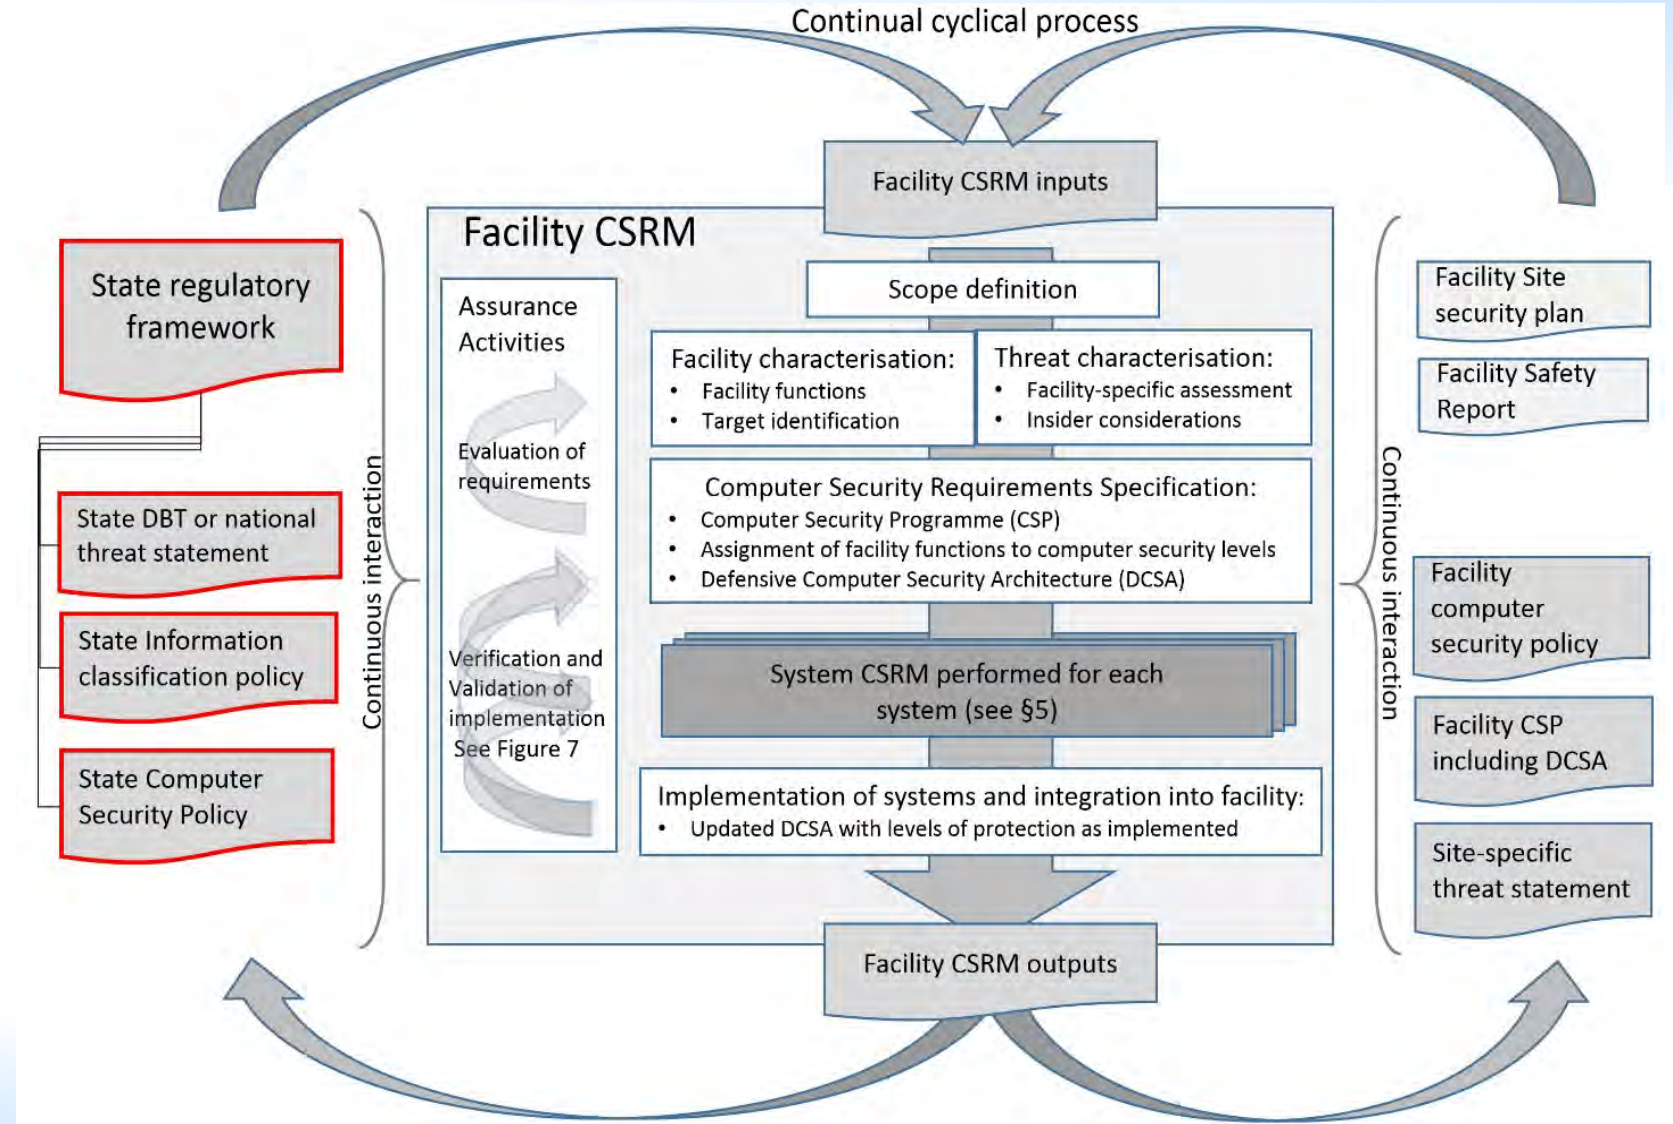 Continual cyclical process
Facility CSRM inputs
State regulatory
framework
State DBT or national
threat statement
State Information
classification policy
State Computer
Security Policy
Continuous interaction
Facility CSRM
Assurance
Activities
Evaluation of
requirements
Verification and
Validation of
implementation
See Figure 7
Scope definition
Facility characterisation:
• Facility functions
• Target identification
Threat characterisation:
• Facility-specific assessment
• Insider considerations
Computer Security Requirements Specification:
• Computer Security Programme (CSP)
• Assignment of facility functions to computer security levels
• Defensive Computer Security Architecture (DCSA)
System CSRM performed for each
system (see §5)
Implementation of systems and integration into facility:
• Updated DCSA with levels of protection as implemented
Facility CSRM outputs
Continuous interaction
Facility Site
security plan
Facility Safety
Report
Facility
computer
security policy
Facility CSP
including DCSA
Site-specific
threat statement